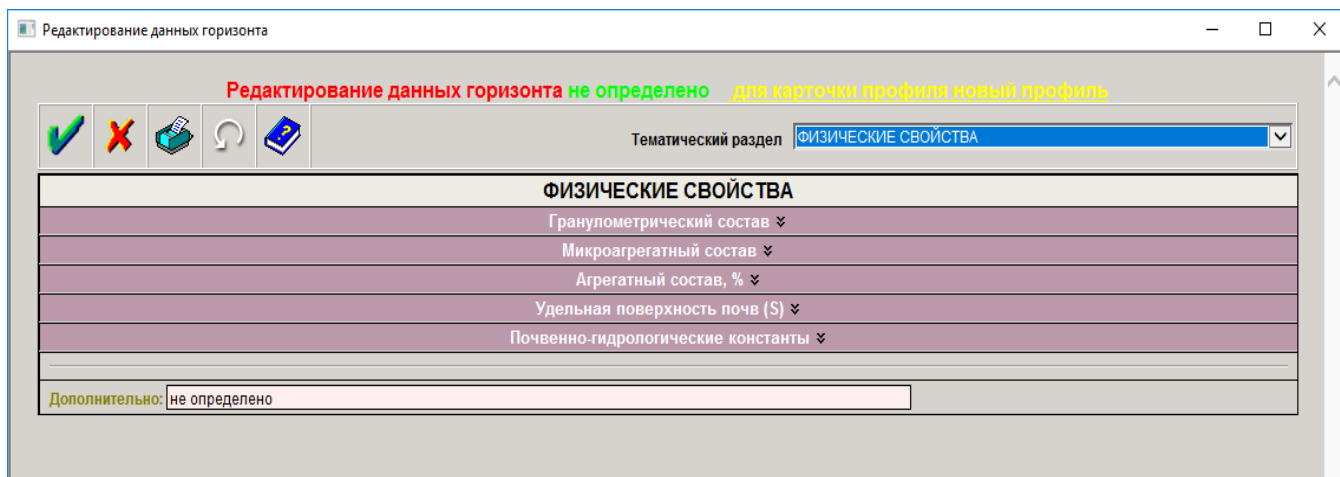 Редактирование данных горизонта
Редактирование данных горизонта не определено для карточки профиля новый профиль
Тематический раздел ФИЗИЧЕСКИЕ СВОЙСТВА
ФИЗИЧЕСКИЕ СВОЙСТВА
Гранулометрический состав
Микроагрегатный состав
Агрегатный состав, %
Удельная поверхность почв (S)
Почвенно-гидрологические константы
Дополнительно: не определено